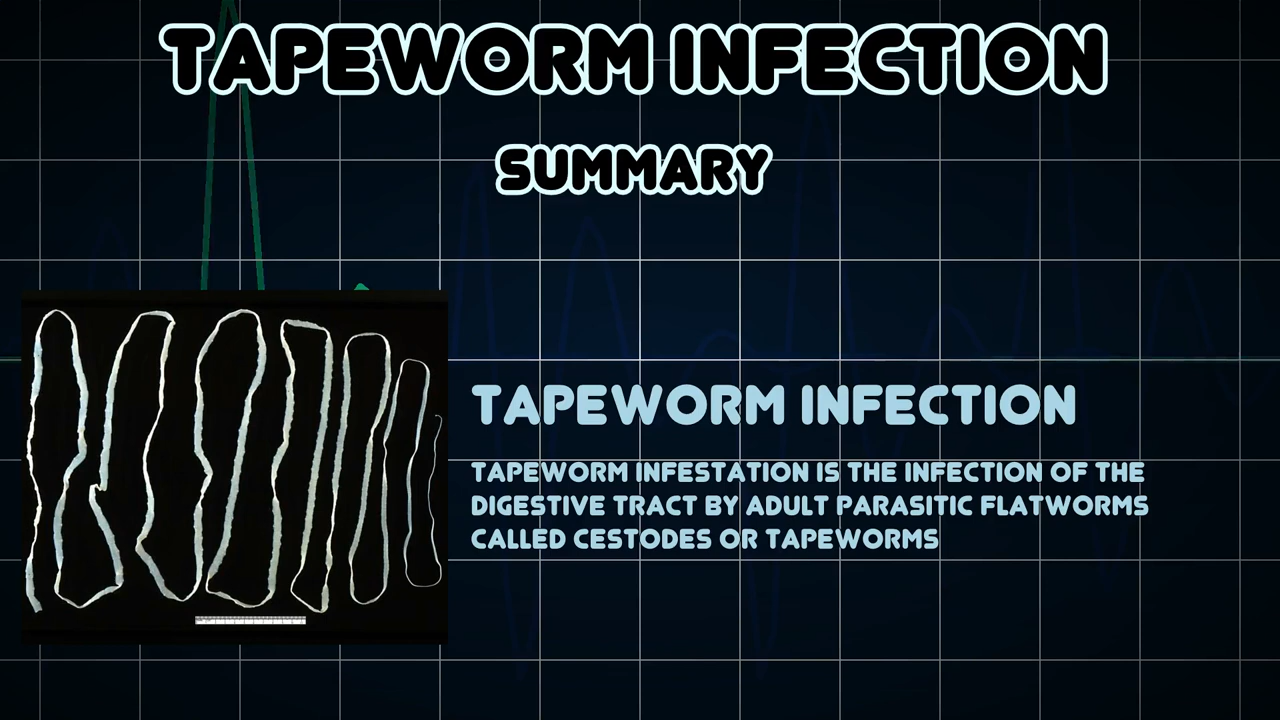 TAPEWORM INFECTION
SUMMARY
TAPEWORM INFECTION
TAPEWORM INFESTATION IS THE INFECTION OF THE
DIGESTIVE TRACT BY ADULT PARASITIC FLATWORMS
CALLED CESTODES OR TAPEWORMS